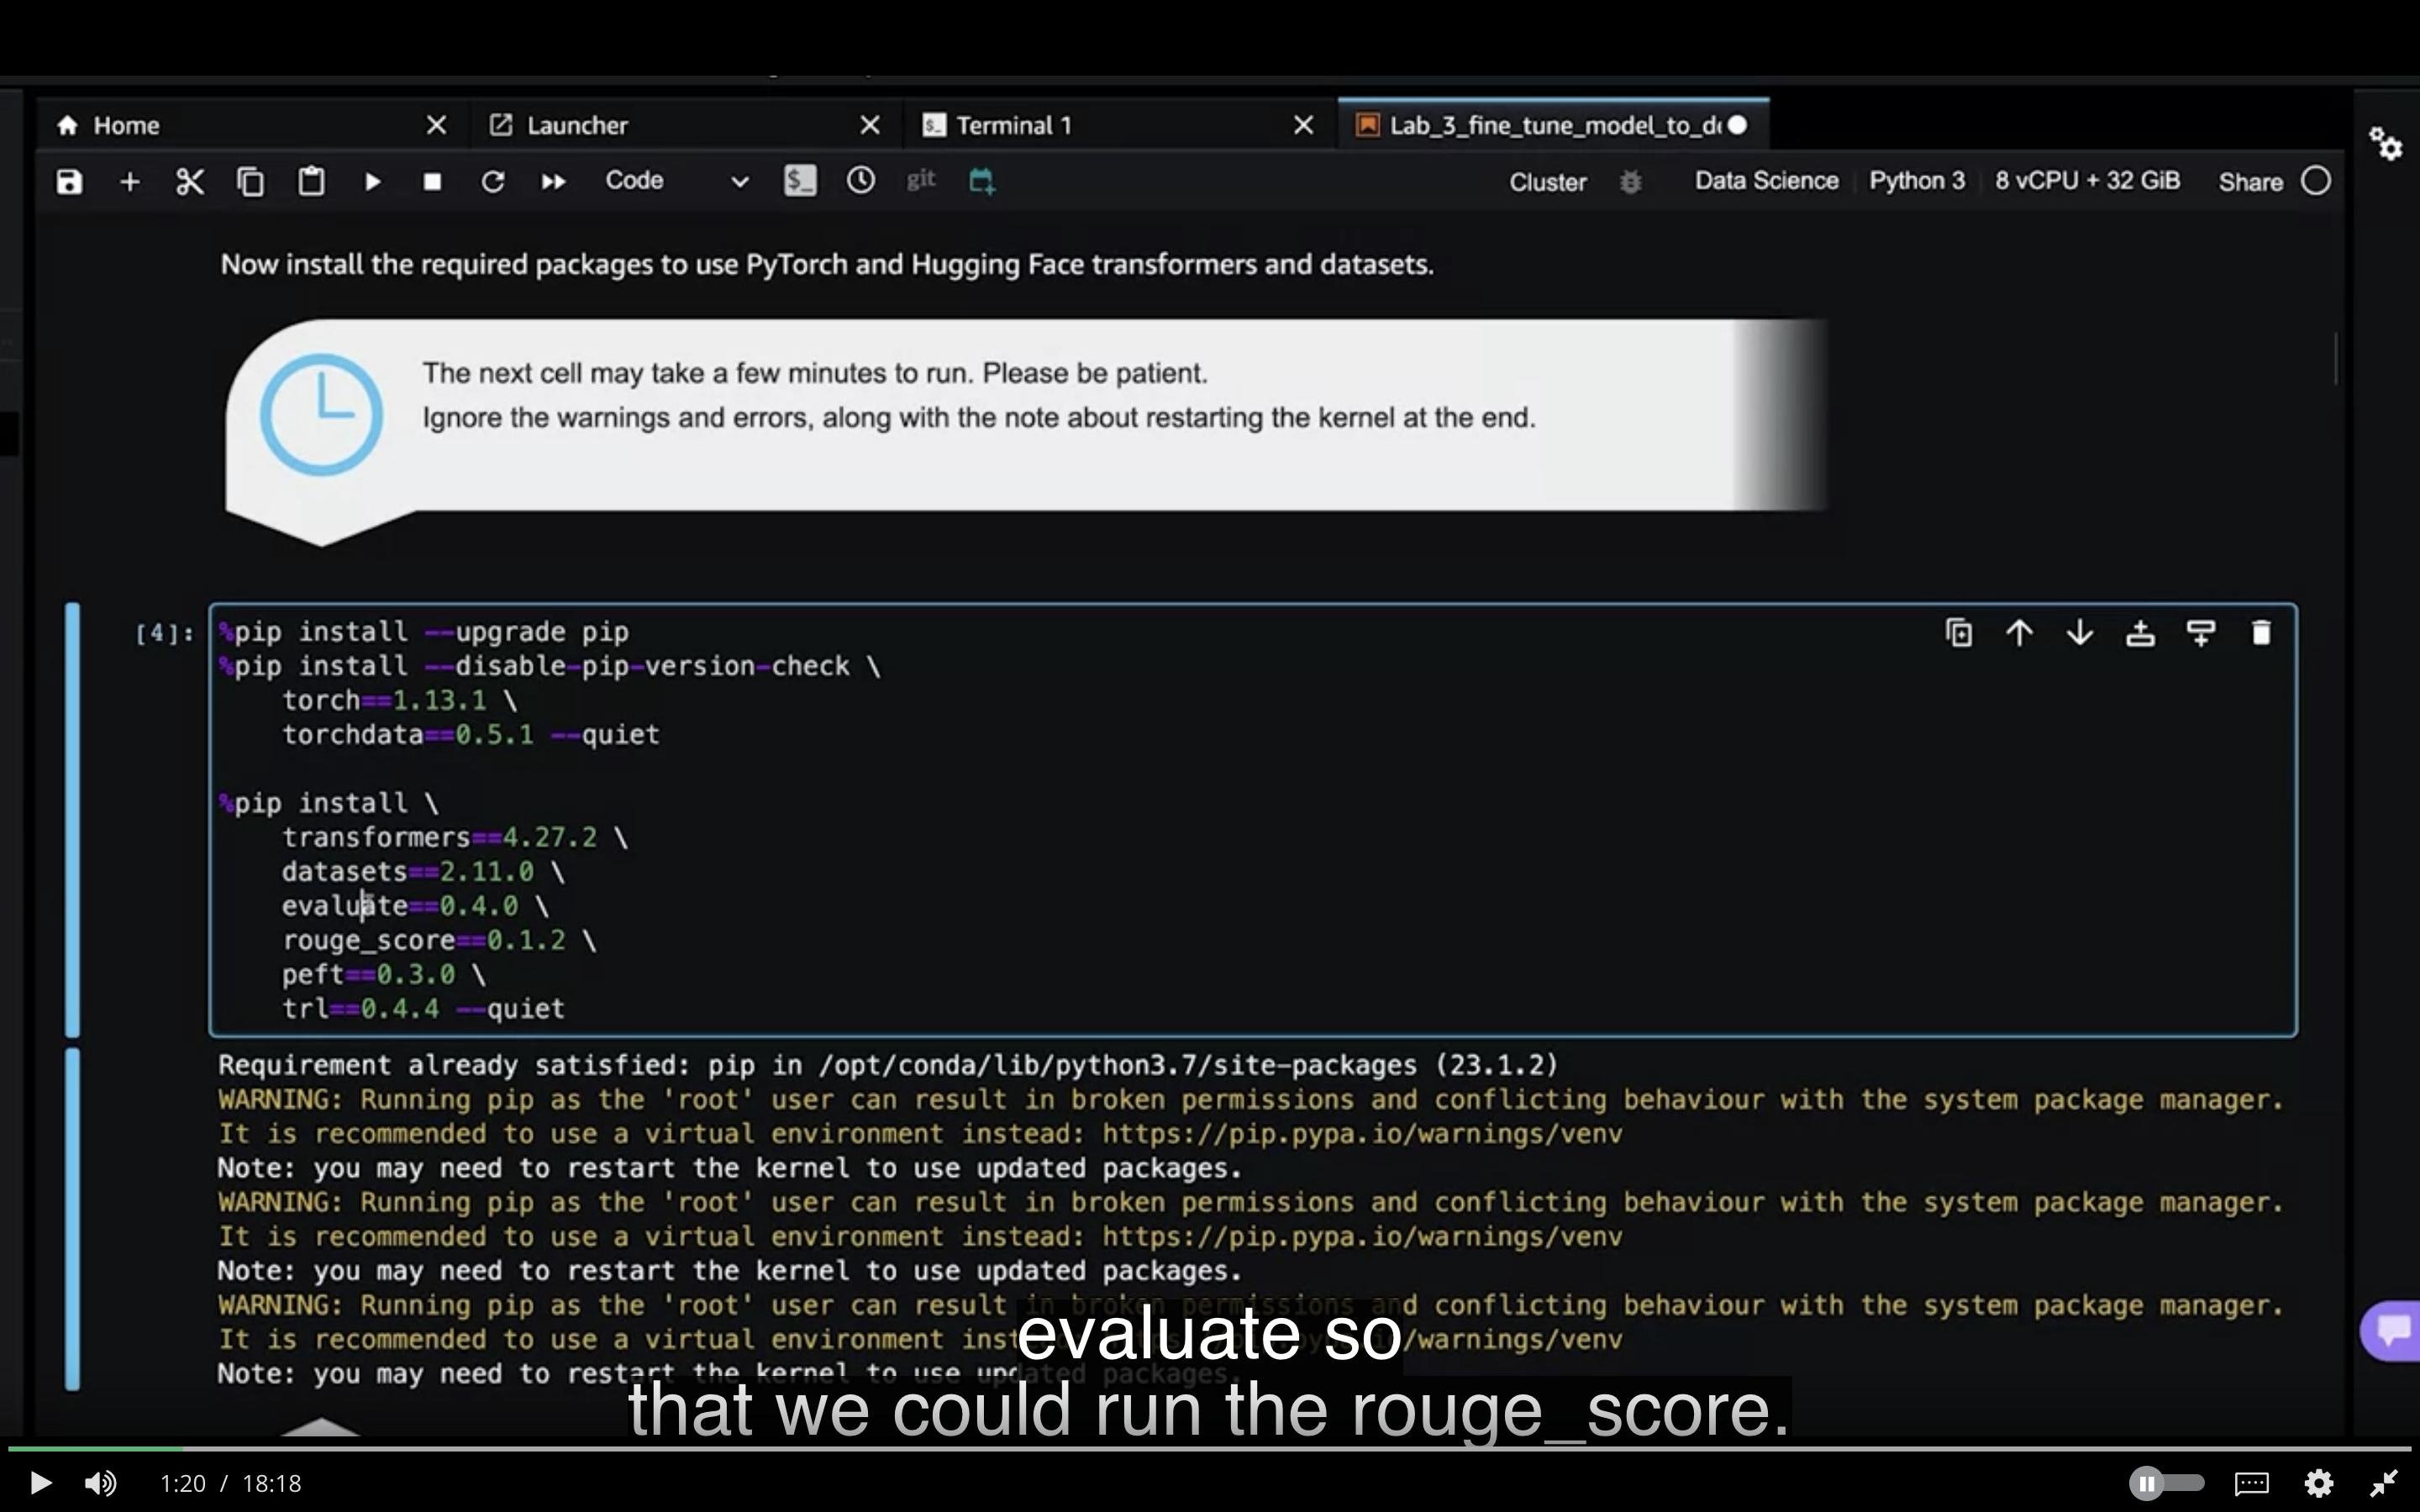 Home
Launcher
Terminal 1
Lab_3_fine_tune_model_to_d
Code
git
Cluster
Data Science
Python 3
8 vCPU + 32 GiB
Share
Now install the required packages to use PyTorch and Hugging Face transformers and datasets.
The next cell may take a few minutes to run. Please be patient.
Ignore the warnings and errors, along with the note about restarting the kernel at the end.
[4]:
%pip install --upgrade pip
%pip install --disable-pip-version-check \
    torch==1.13.1 \
    torchdata==0.5.1 --quiet
%pip install \
    transformers==4.27.2 \
    datasets==2.11.0 \
    evaluate==0.4.0 \
    rouge_score==0.1.2 \
    peft==0.3.0 \
    trl==0.4.4 --quiet
Requirement already satisfied: pip in /opt/conda/lib/python3.7/site-packages (23.1.2)
WARNING: Running pip as the 'root' user can result in broken permissions and conflicting behaviour with the system package manager.
It is recommended to use a virtual environment instead: https://pip.pypa.io/warnings/venv
Note: you may need to restart the kernel to use updated packages.
WARNING: Running pip as the 'root' user can result in broken permissions and conflicting behaviour with the system package manager.
It is recommended to use a virtual environment instead: https://pip.pypa.io/warnings/venv
Note: you may need to restart the kernel to use updated packages.
WARNING: Running pip as the 'root' user can result in broken permissions and conflicting behaviour with the system package manager.
It is recommended to use a virtual environment inst /warnings/venv
Note: you may need to restart the kernel to use updated packages.
evaluate so
that we could run the rouge_score.
1:20 / 18:18